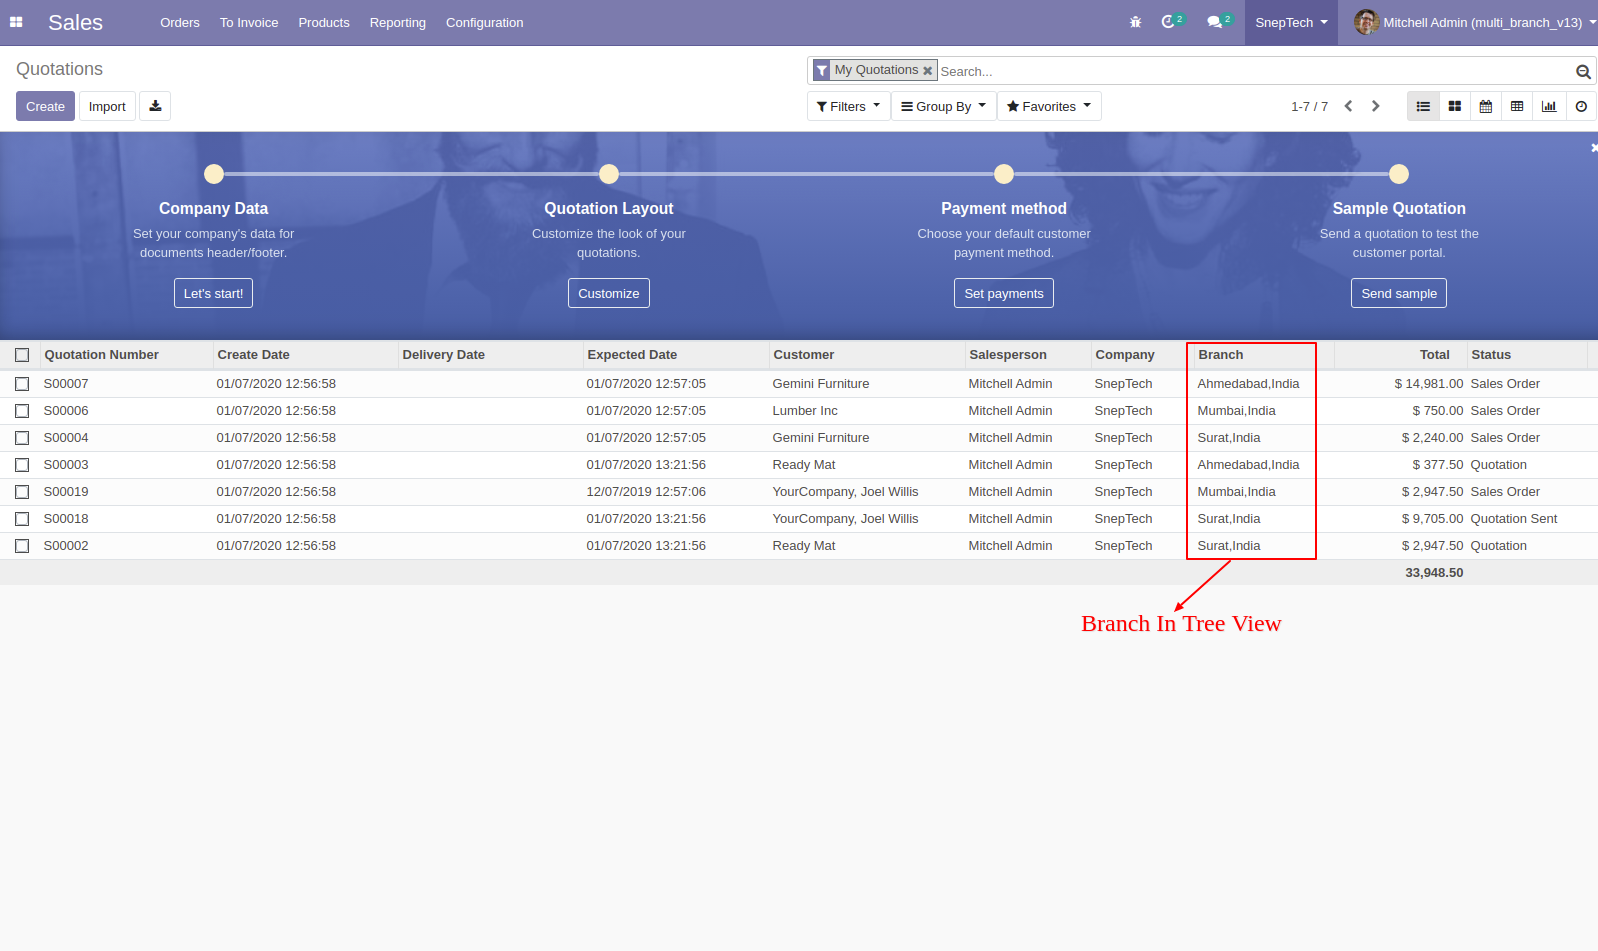 Sales Orders To Invoice Products Reporting Configuration 2 2 SnepTech Mitchell Admin (multi_branch_v13)
Quotations My Quotations Search...
Create Import Filters Group By Favorites 1-7 / 7
Company Data Quotation Layout Payment method Sample Quotation
Set your company's data for Customize the look of your Choose your default customer Send a quotation to test the
documents header/footer. quotations. payment method. customer portal.
Let's start! Customize Set payments Send sample
Quotation Number Create Date Delivery Date Expected Date Customer Salesperson Company Branch Total Status
S00007 01/07/2020 12:56:58 01/07/2020 12:57:05 Gemini Furniture Mitchell Admin SnepTech Ahmedabad,India $ 14,981.00 Sales Order
S00006 01/07/2020 12:56:58 01/07/2020 12:57:05 Lumber Inc Mitchell Admin SnepTech Mumbai,India $ 750.00 Sales Order
S00004 01/07/2020 12:56:58 01/07/2020 12:57:05 Gemini Furniture Mitchell Admin SnepTech Surat,India $ 2,240.00 Sales Order
S00003 01/07/2020 12:56:58 01/07/2020 13:21:56 Ready Mat Mitchell Admin SnepTech Ahmedabad,India $ 377.50 Quotation
S00019 01/07/2020 12:56:58 12/07/2019 12:57:06 YourCompany, Joel Willis Mitchell Admin SnepTech Mumbai,India $ 2,947.50 Sales Order
S00018 01/07/2020 12:56:58 01/07/2020 13:21:56 YourCompany, Joel Willis Mitchell Admin SnepTech Surat,India $ 9,705.00 Quotation Sent
S00002 01/07/2020 12:56:58 01/07/2020 13:21:56 Ready Mat Mitchell Admin SnepTech Surat,India $ 2,947.50 Quotation
33,948.50
Branch In Tree View